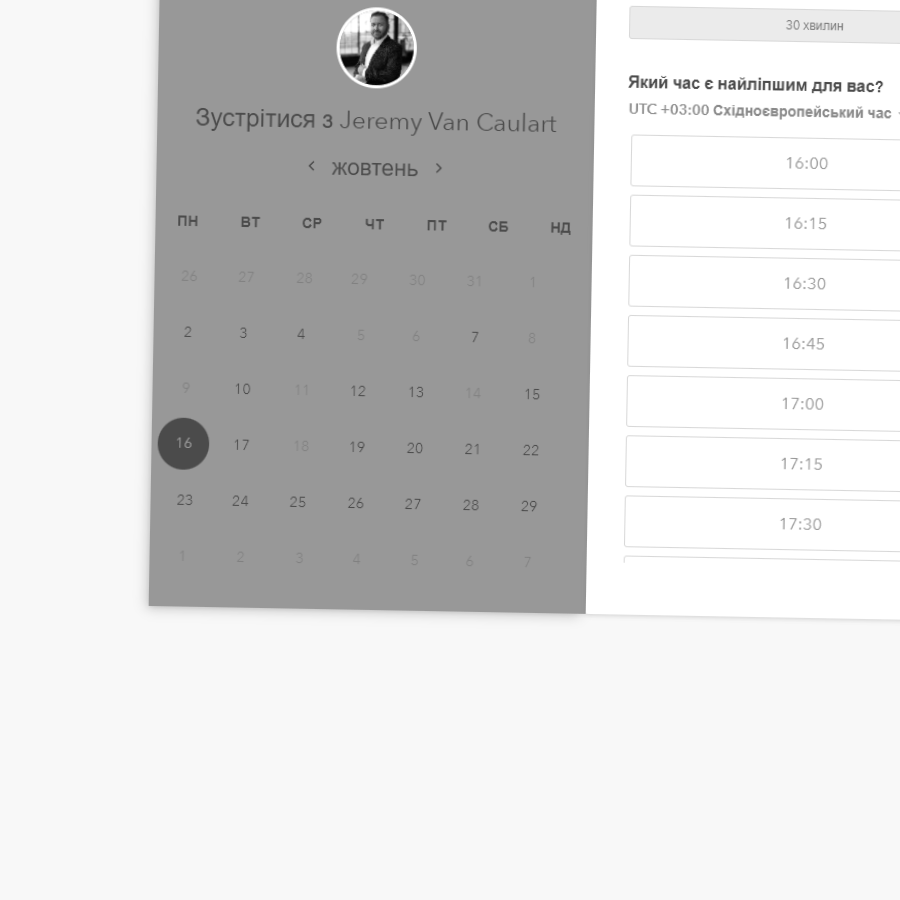 Зустрітися з Jeremy Van Caulart
жовтень
ПН ВТ СР ЧТ ПТ СБ НД
26 27 28 29 30 31 1
2 3 4 5 6 7 8
9 10 11 12 13 14 15
16 17 18 19 20 21 22
23 24 25 26 27 28 29
1 2 3 4 5 6 7
30 хвилин
Який час є найліпшим для вас?
UTC +03:00 Східноєвропейський час
16:00
16:15
16:30
16:45
17:00
17:15
17:30